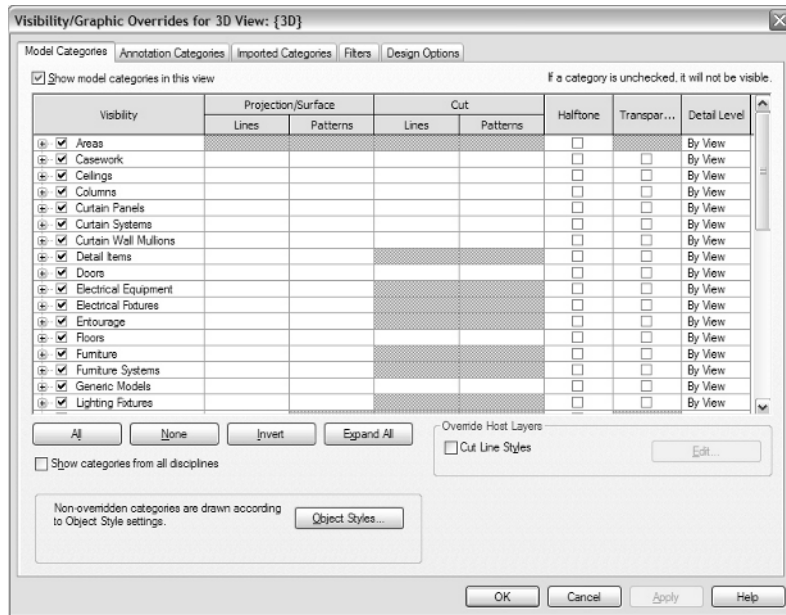 Visibility/Graphic Overrides for 3D View: {3D}
Model Categories Annotation Categories Imported Categories Filters Design Options
Show model categories in this view If a category is unchecked, it will not be visible.
Visibility Projection/Surface Cut Halftone Transpar... Detail Level
Lines Patterns Lines Patterns
Areas By View
Casework By View
Ceilings By View
Columns By View
Curtain Panels By View
Curtain Systems By View
Curtain Wall Mullions By View
Detail Items By View
Doors By View
Electrical Equipment By View
Electrical Fixtures By View
Entourage By View
Floors By View
Furniture By View
Furniture Systems By View
Generic Models By View
Lighting Fixtures By View
All None Invert Expand All
Override Host Layers
Cut Line Styles Edit...
Show categories from all disciplines
Non-overridden categories are drawn according
to Object Style settings.
Object Styles...
OK Cancel Apply Help